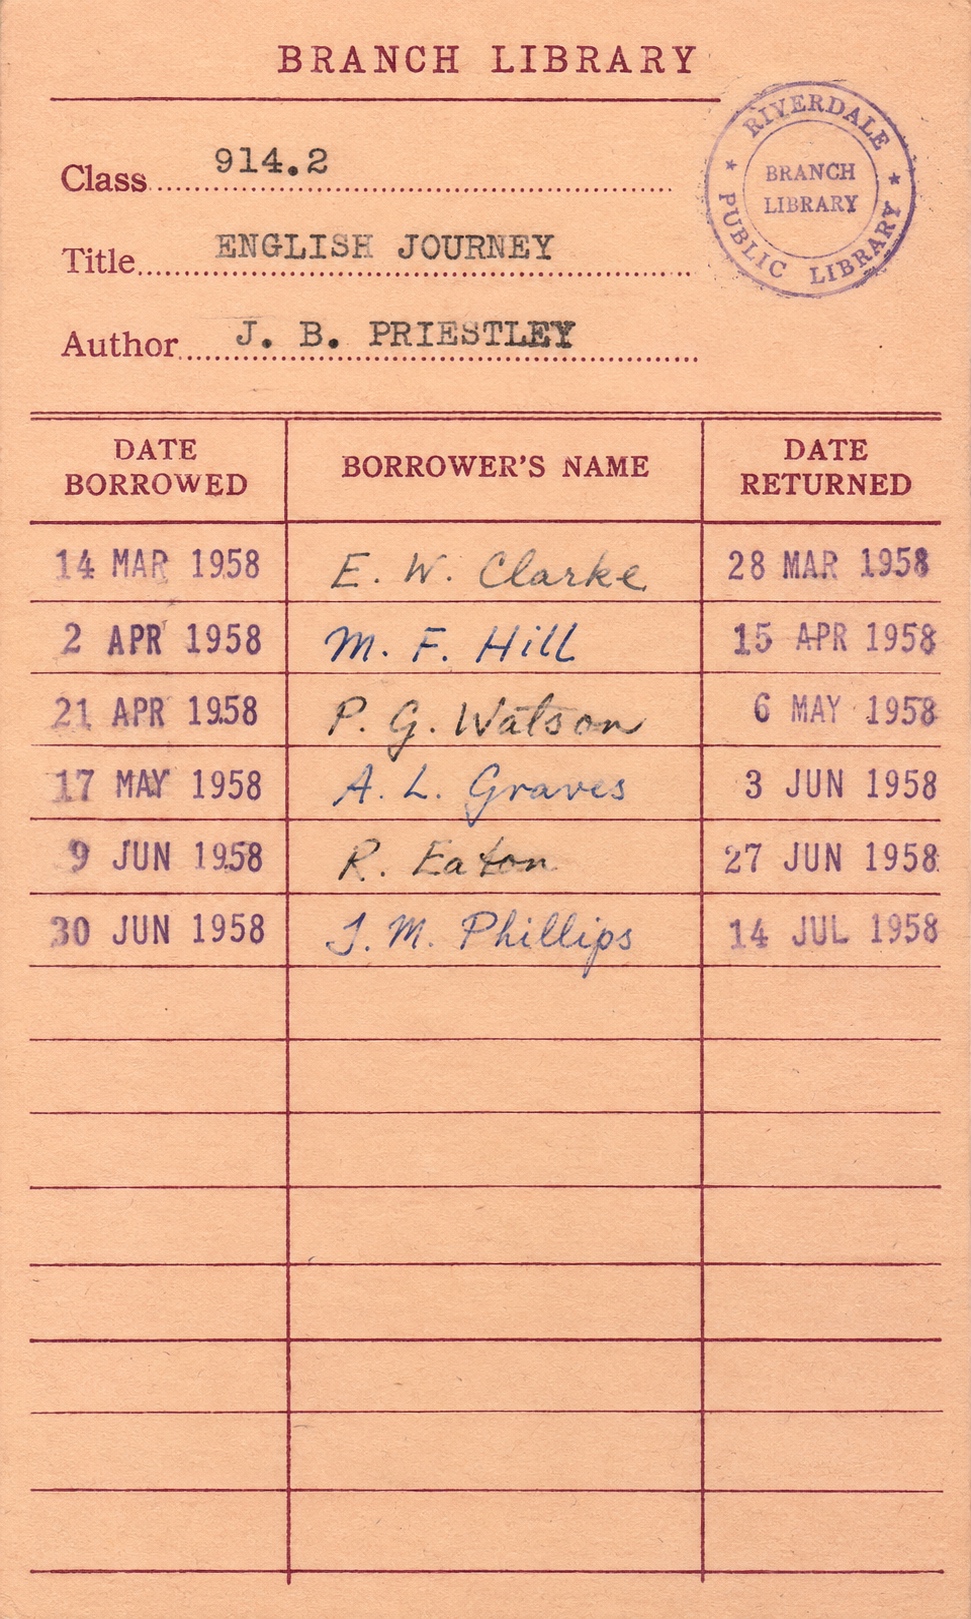 BRANCH LIBRARY
RIVERDALE
PUBLIC LIBRARY
BRANCH
LIBRARY
Class 914.2
Title ENGLISH JOURNEY
Author J. B. PRIESTLEY
DATE BORROWED BORROWER'S NAME DATE RETURNED
14 MAR 1958 E. W. Clarke 28 MAR 1958
2 APR 1958 M. F. Hill 15 APR 1958
21 APR 1958 P. G. Watson 6 MAY 1958
17 MAY 1958 A. L. Graves 3 JUN 1958
9 JUN 1958 R. Eaton 27 JUN 1958
30 JUN 1958 J. M. Phillips 14 JUL 1958